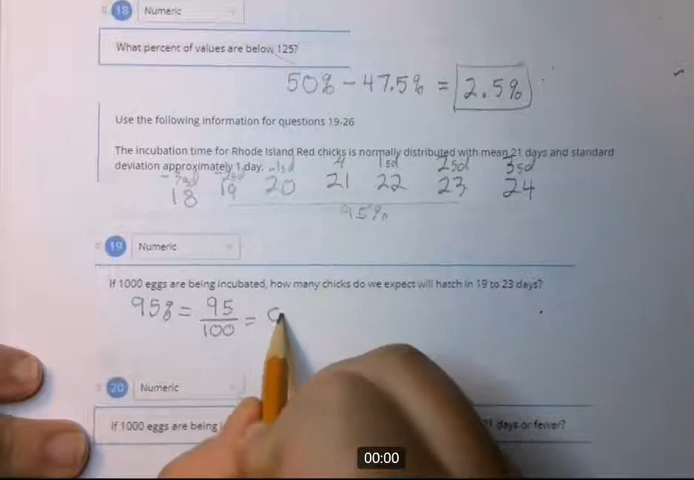 18 Numeric
What percent of values are below 125?
50% - 47.5% = 2.5%
Use the following information for questions 19-26
The incubation time for Rhode Island Red chicks is normally distributed with mean 21 days and standard
deviation approximately 1 day.
-3sd -2sd -1sd 1sd 2sd 3sd
18 19 20 21 22 23 24
95%
19 Numeric
If 1000 eggs are being incubated, how many chicks do we expect will hatch in 19 to 23 days?
95% = 95/100 =
20 Numeric
If 1000 eggs are being 21 days or fewer?
00:00